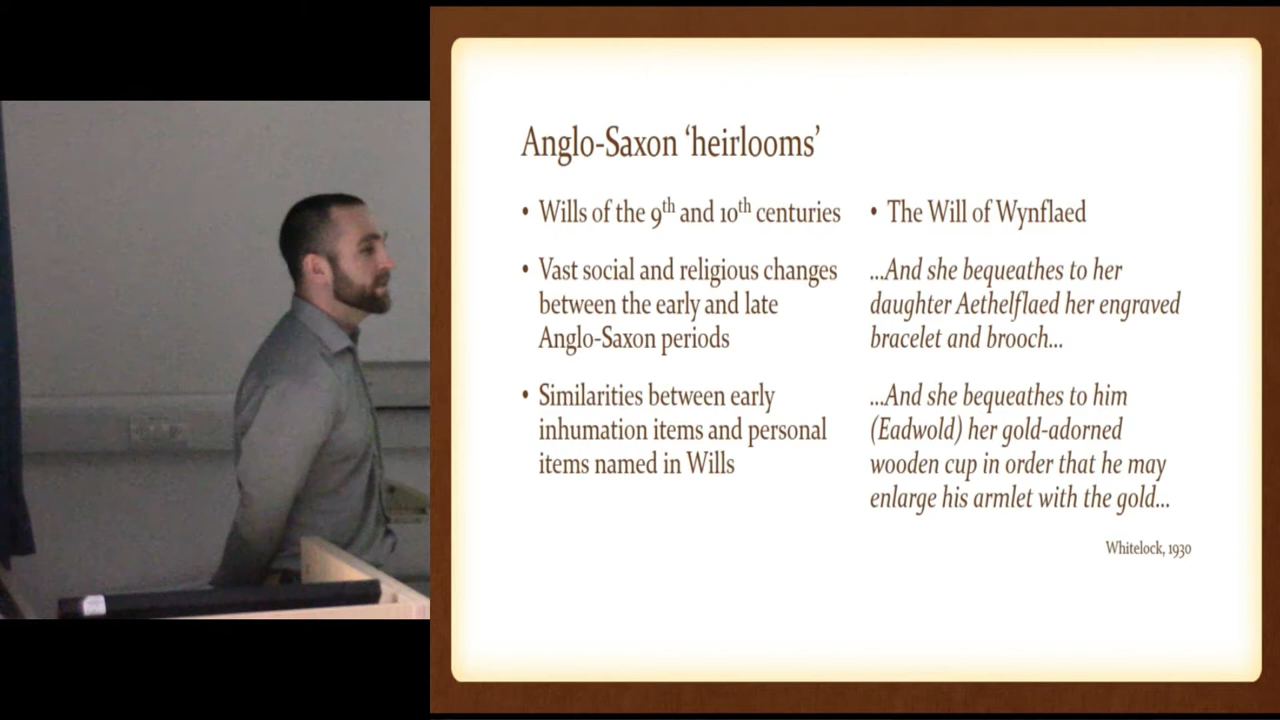 Anglo-Saxon ‘heirlooms’
• Wills of the 9th and 10th centuries
• Vast social and religious changes
between the early and late
Anglo-Saxon periods
• Similarities between early
inhumation items and personal
items named in Wills
• The Will of Wynflaed
...And she bequeathes to her
daughter Aethelflaed her engraved
bracelet and brooch...
...And she bequeathes to him
(Eadwold) her gold-adorned
wooden cup in order that he may
enlarge his armlet with the gold...
Whitelock, 1930